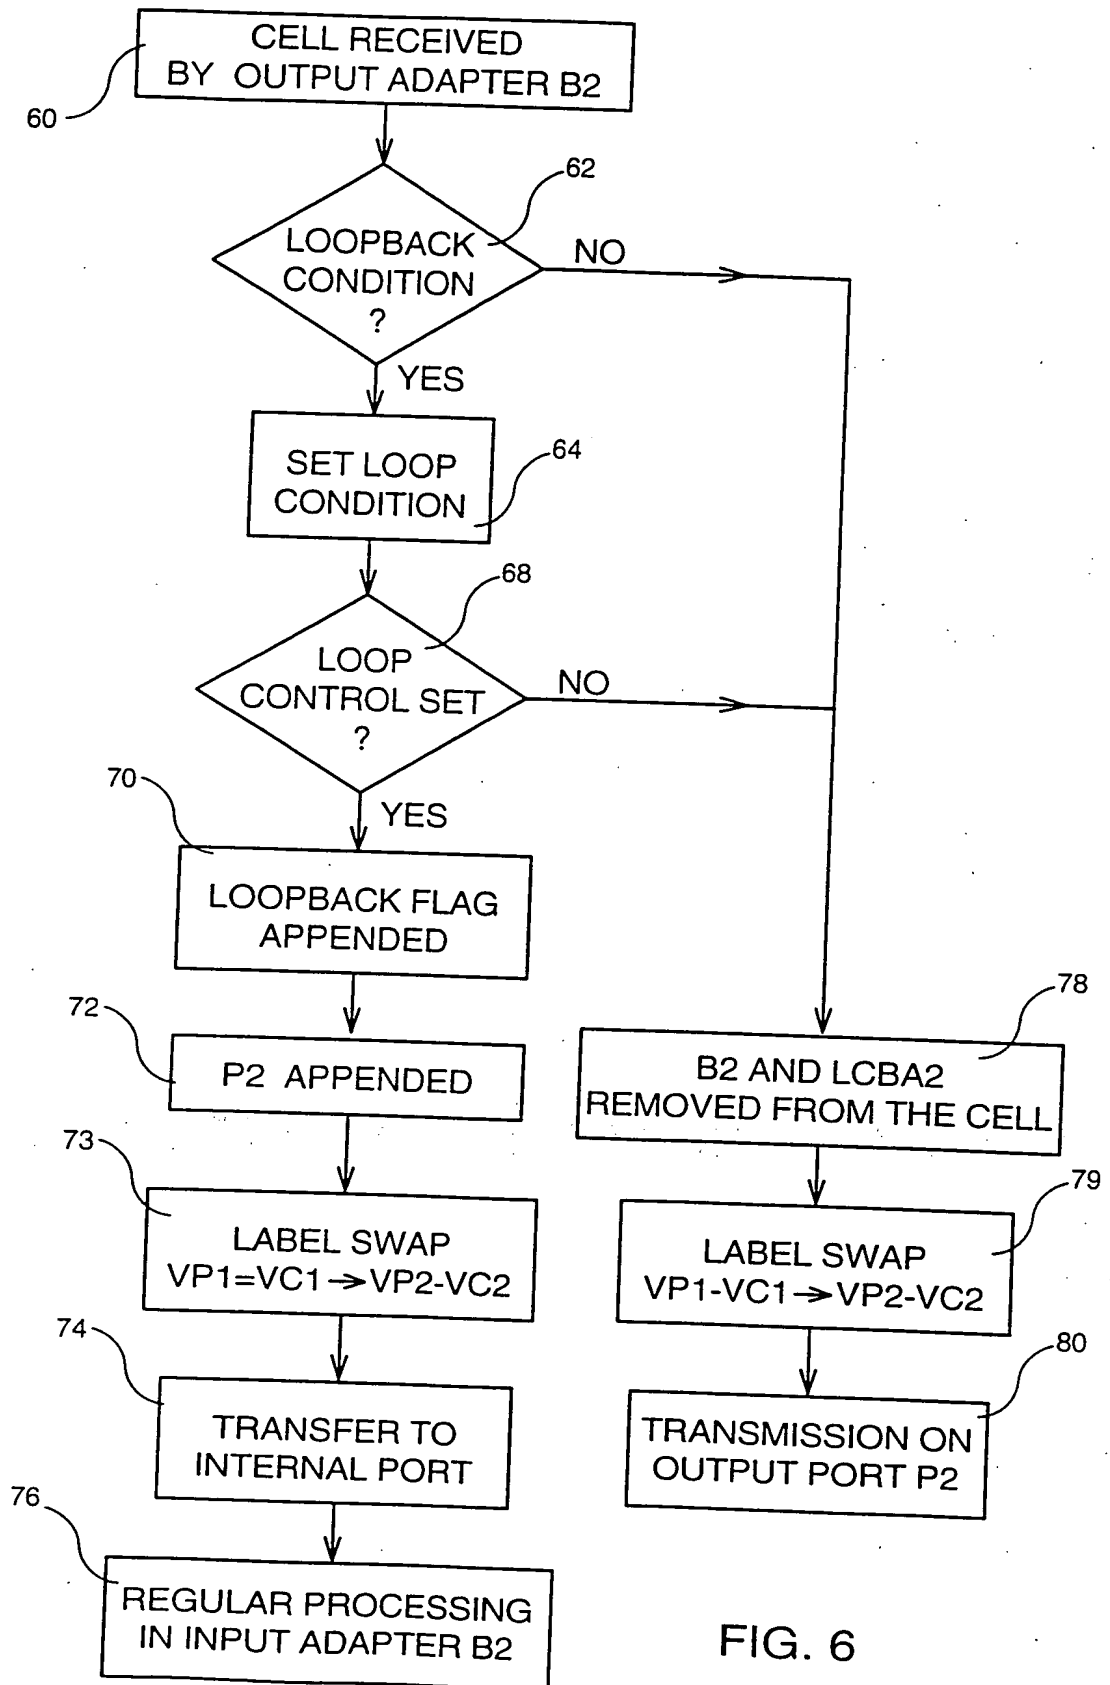 CELL RECEIVED
BY OUTPUT ADAPTER B2
60
62
LOOPBACK
CONDITION
?
NO
YES
SET LOOP
CONDITION
64
68
LOOP
CONTROL SET
?
NO
YES
70
LOOPBACK FLAG
APPENDED
72
P2 APPENDED
78
B2 AND LCBA2
REMOVED FROM THE CELL
73
LABEL SWAP
VP1=VC1→VP2-VC2
79
LABEL SWAP
VP1-VC1→VP2-VC2
74
TRANSFER TO
INTERNAL PORT
80
TRANSMISSION ON
OUTPUT PORT P2
76
REGULAR PROCESSING
IN INPUT ADAPTER B2
FIG. 6